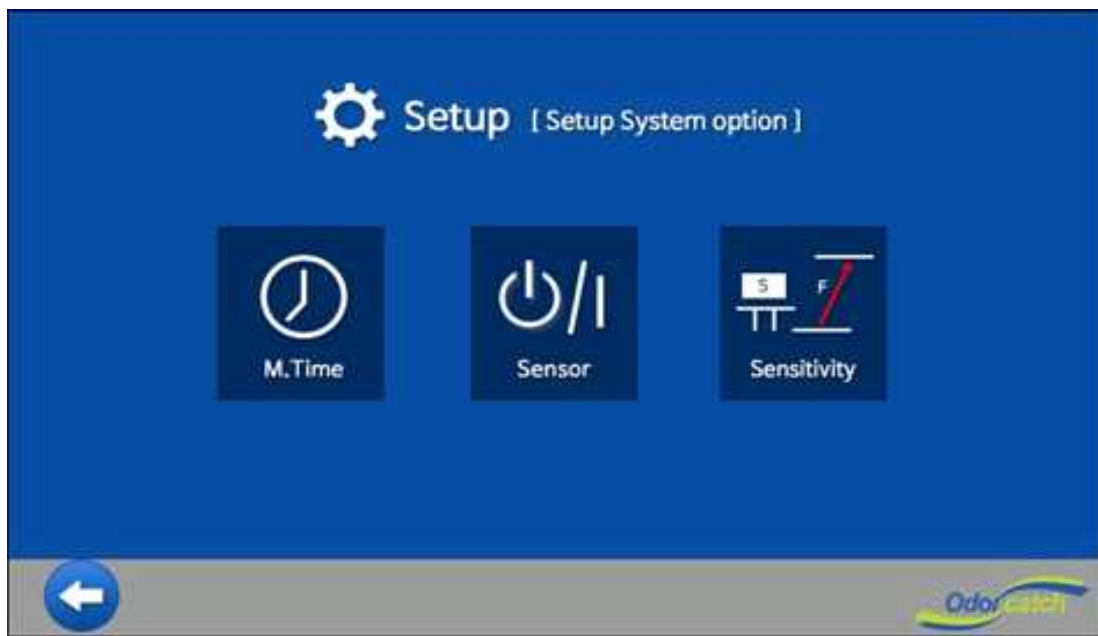 Setup [ Setup System option ]
M.Time
Sensor
S
F
Sensitivity
Odorcatch